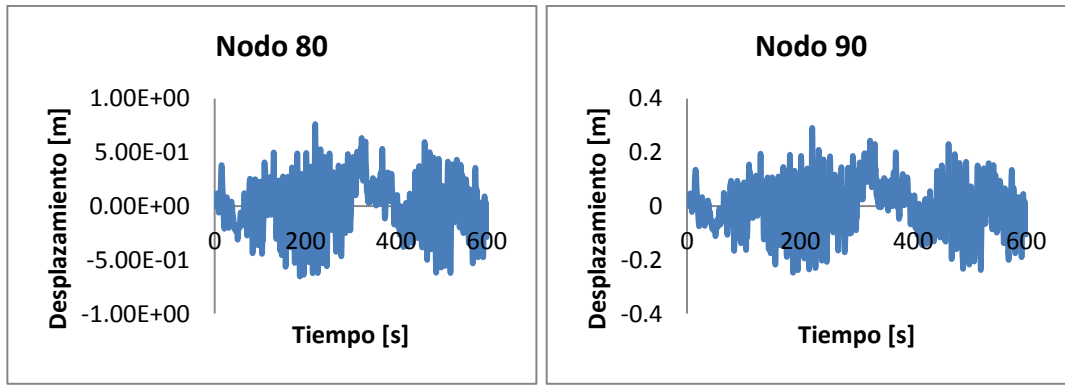 Nodo 80
Desplazamiento [m]
1.00E+00
5.00E-01
0.00E+00
-5.00E-01
-1.00E+00
0
200
400
600
Tiempo [s]
Nodo 90
Desplazamiento [m]
0.4
0.2
0
-0.2
-0.4
0
200
400
600
Tiempo [s]